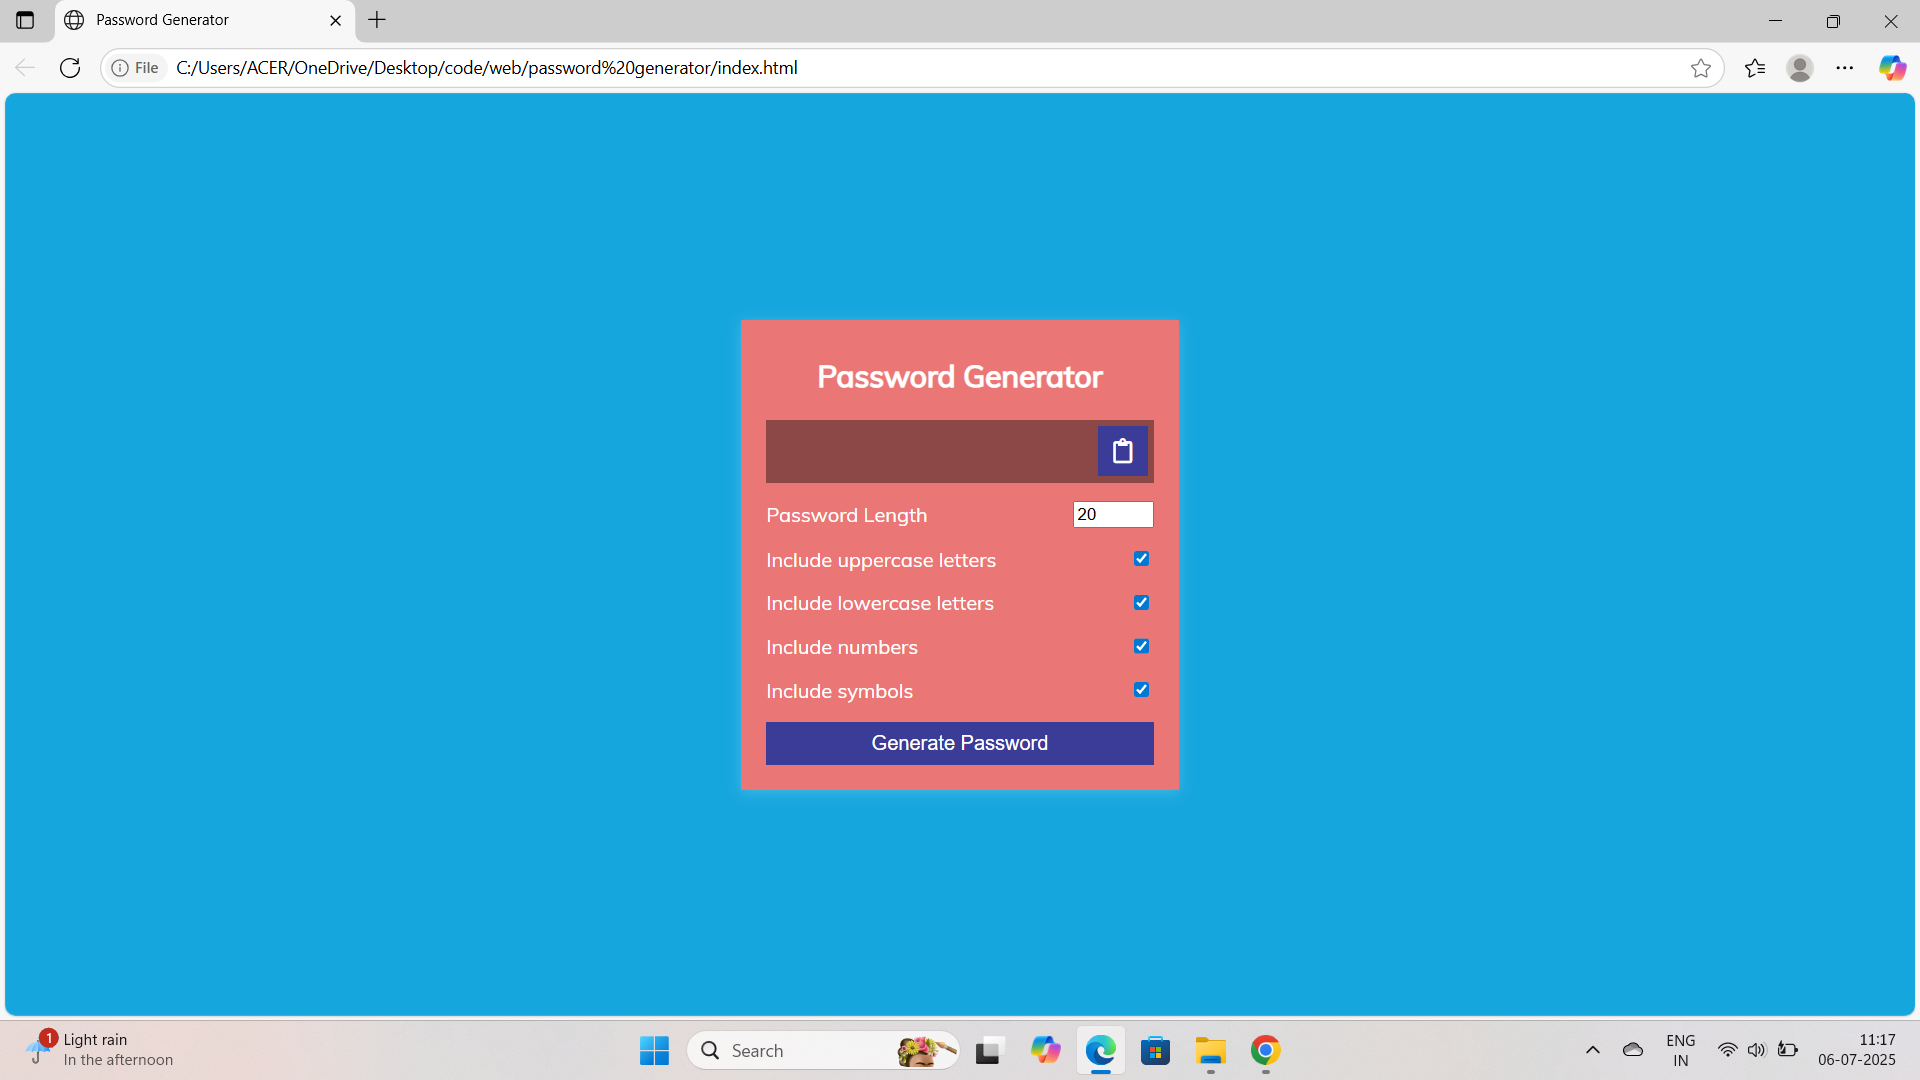 Password Generator
File
C:/Users/ACER/OneDrive/Desktop/code/web/password%20generator/index.html
Password Generator
Password Length
20
Include uppercase letters
Include lowercase letters
Include numbers
Include symbols
Generate Password
1
Light rain
In the afternoon
Search
ENG
IN
11:17
06-07-2025